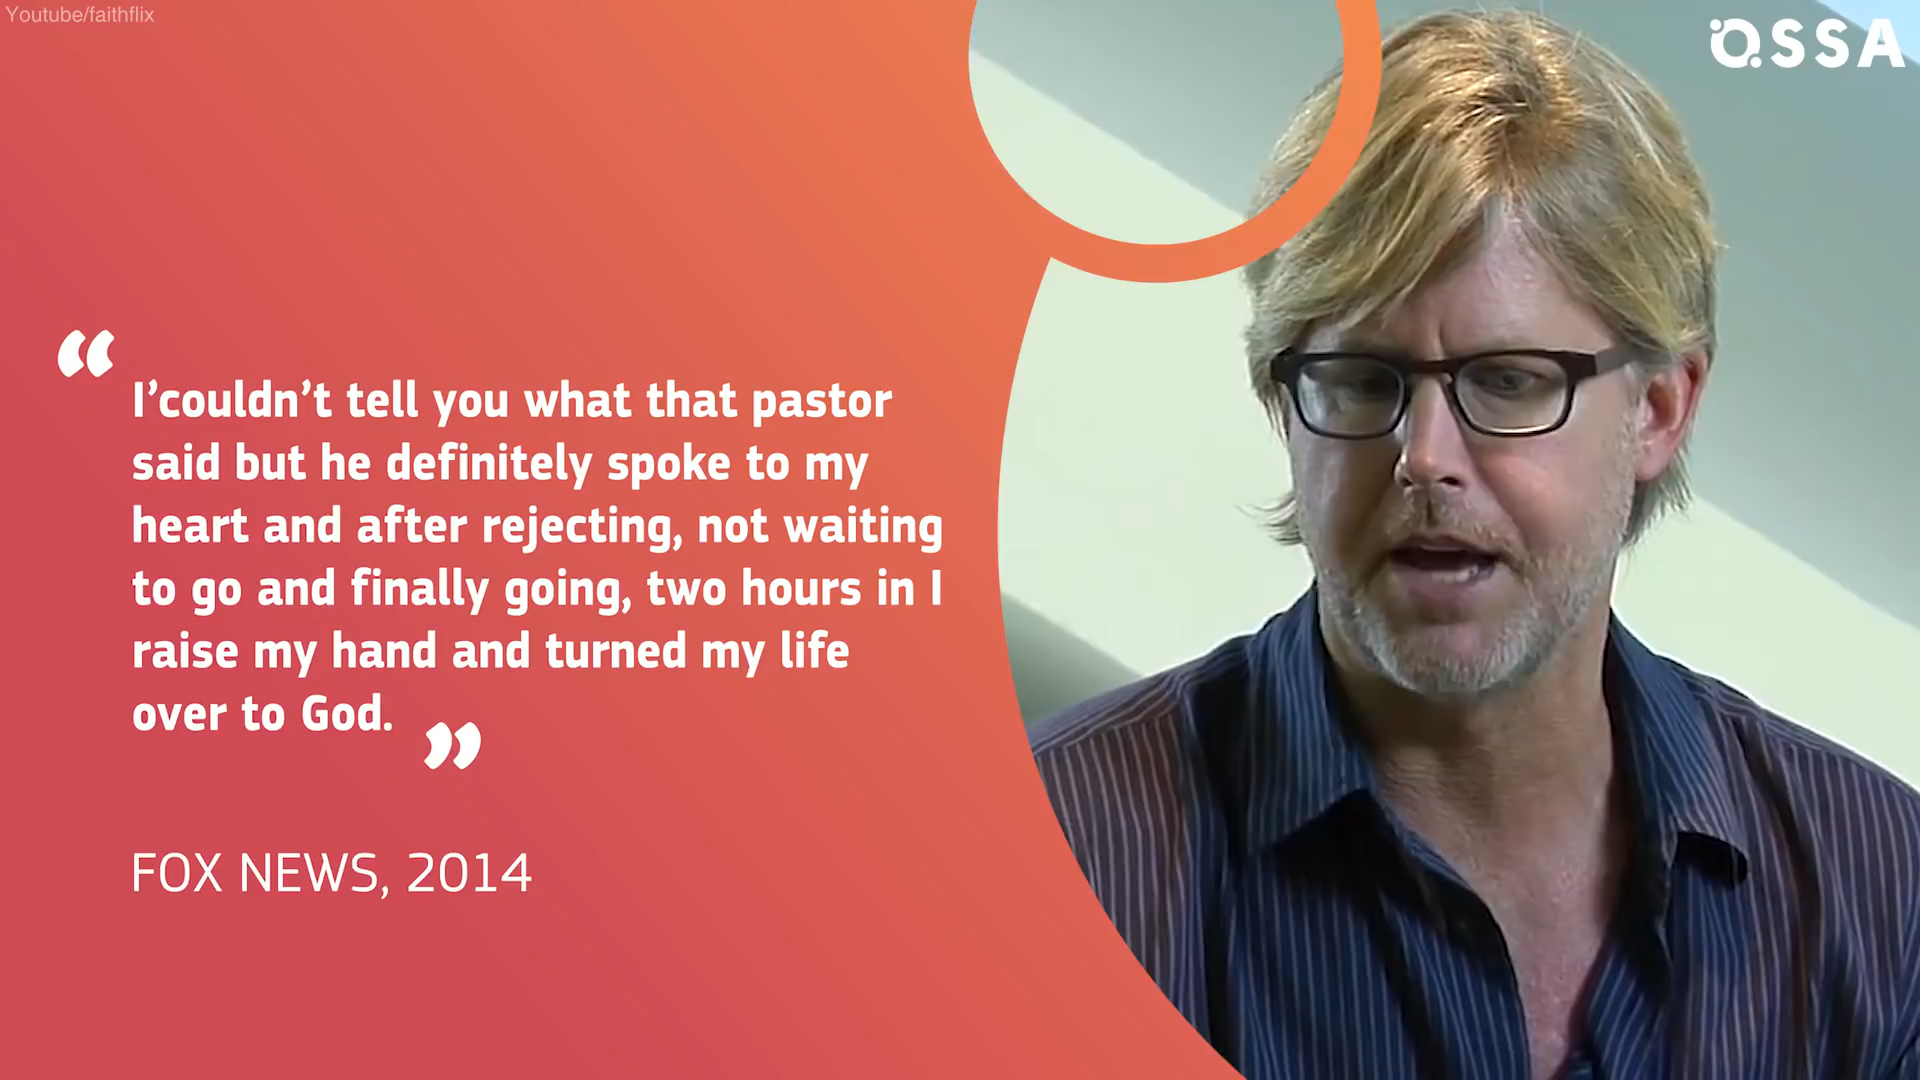 Youtube/faithflix
OSSA
“
I’couldn’t tell you what that pastor
said but he definitely spoke to my
heart and after rejecting, not waiting
to go and finally going, two hours in I
raise my hand and turned my life
over to God.
”
FOX NEWS, 2014